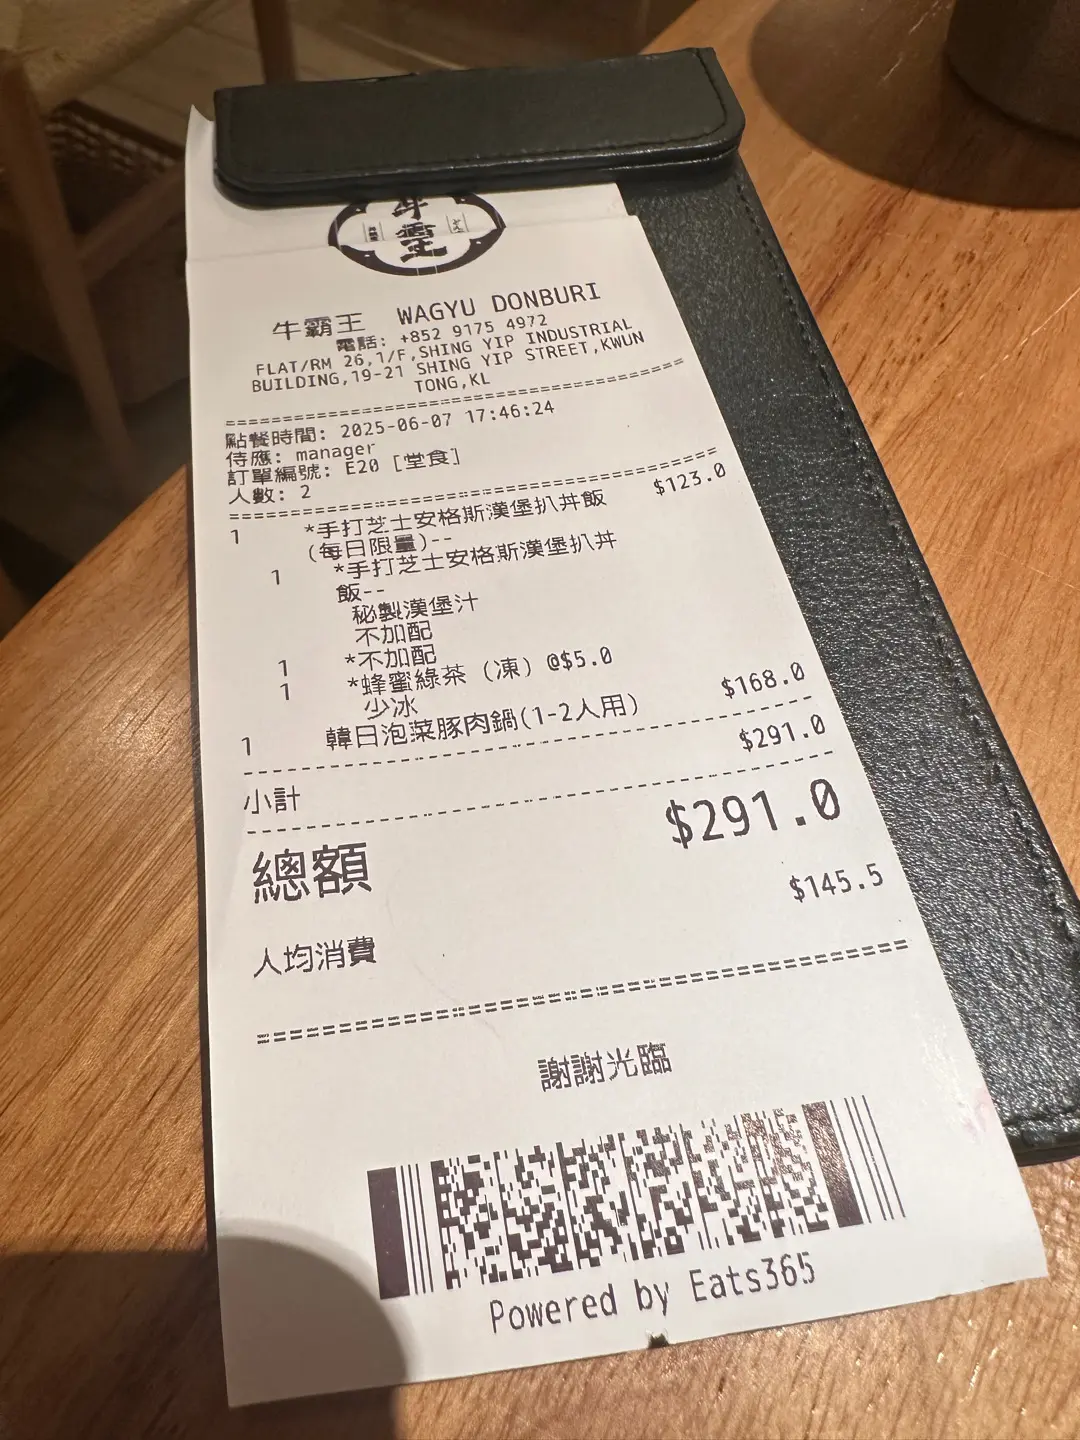 牛霸王
牛霸王 WAGYU DONBURI
電話: +852 9175 4972
FLAT/RM 26,1/F,SHING YIP INDUSTRIAL
BUILDING,19-21 SHING YIP STREET,KWUN
TONG,KL
點餐時間: 2025-06-07 17:46:24
侍應: manager
訂單編號: E20 [堂食]
人數: 2
1 *手打芝士安格斯漢堡扒丼飯 $123.0
(每日限量)--
1 *手打芝士安格斯漢堡扒丼
飯--
秘製漢堡汁
不加配
1 *不加配
1 *蜂蜜綠茶 (凍) @$5.0
少冰
1 韓日泡菜豚肉鍋(1-2人用) $168.0
小計 $291.0
總額 $291.0
人均消費 $145.5
謝謝光臨
Powered by Eats365